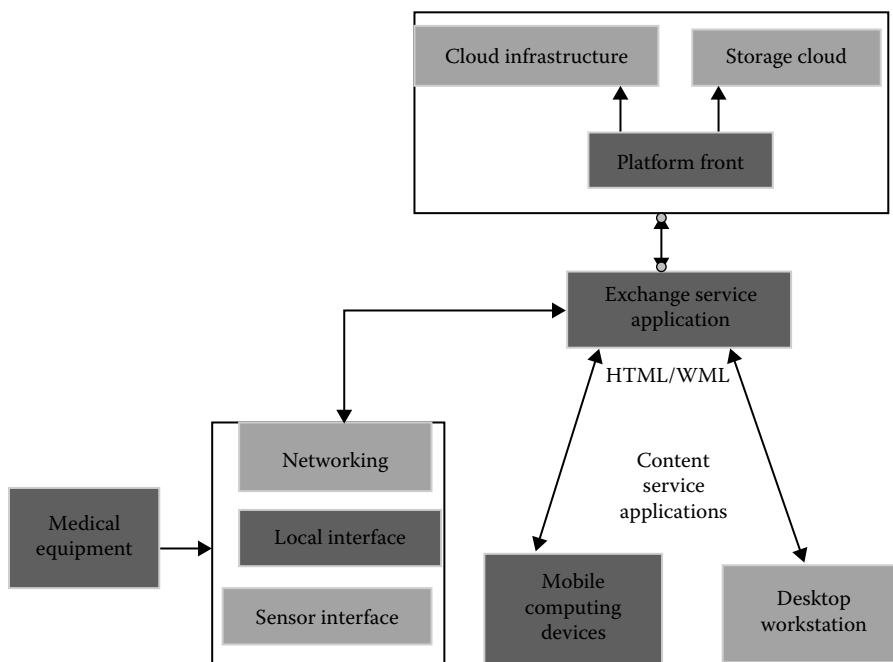 Cloud infrastructure
Storage cloud
Platform front
Exchange service
application
HTML/WML
Networking
Content
service
applications
Medical
equipment
Local interface
Sensor interface
Mobile
computing
devices
Desktop
workstation